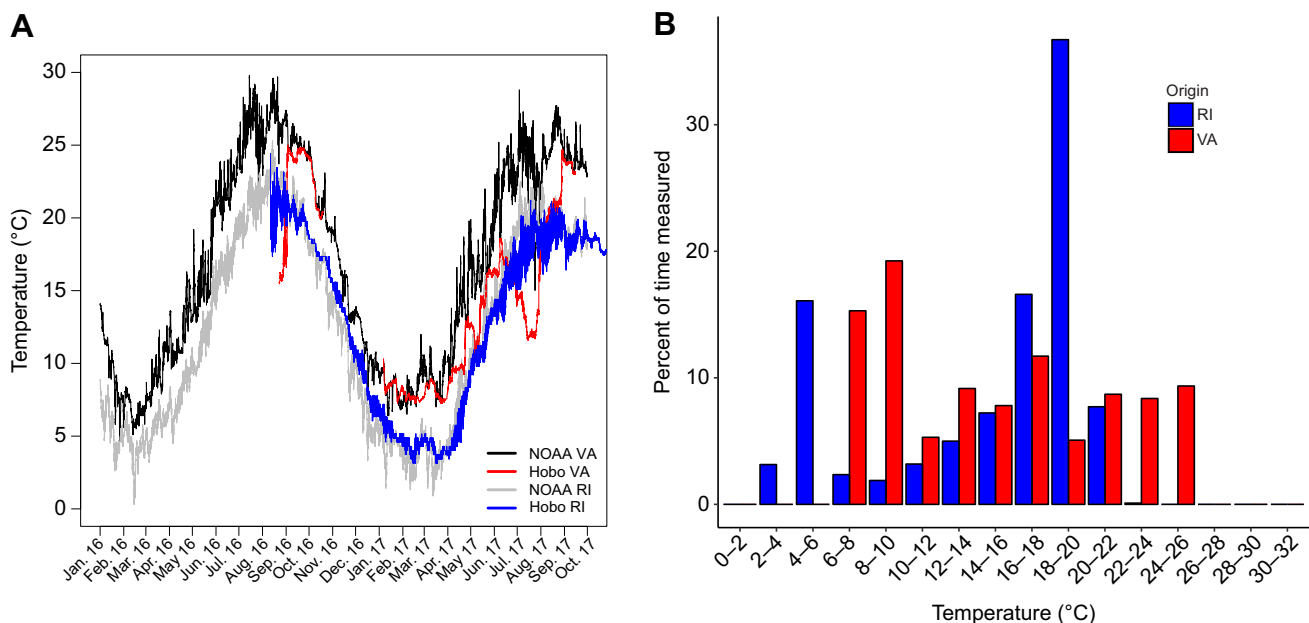 A
Temperature (°C)
30
25
20
15
10
5
0
NOAA VA
Hobo VA
NOAA RI
Hobo RI
Jan. 16
Feb. 16
Mar. 16
Apr. 16
May 16
Jun. 16
Jul. 16
Aug. 16
Sep. 16
Oct. 16
Nov. 16
Dec. 16
Jan. 17
Feb. 17
Mar. 17
Apr. 17
May 17
Jun. 17
Jul. 17
Aug. 17
Sep. 17
Oct. 17
B
Percent of time measured
30
20
10
0
Origin
RI
VA
0–2
2–4
4–6
6–8
8–10
10–12
12–14
14–16
16–18
18–20
20–22
22–24
24–26
26–28
28–30
30–32
Temperature (°C)